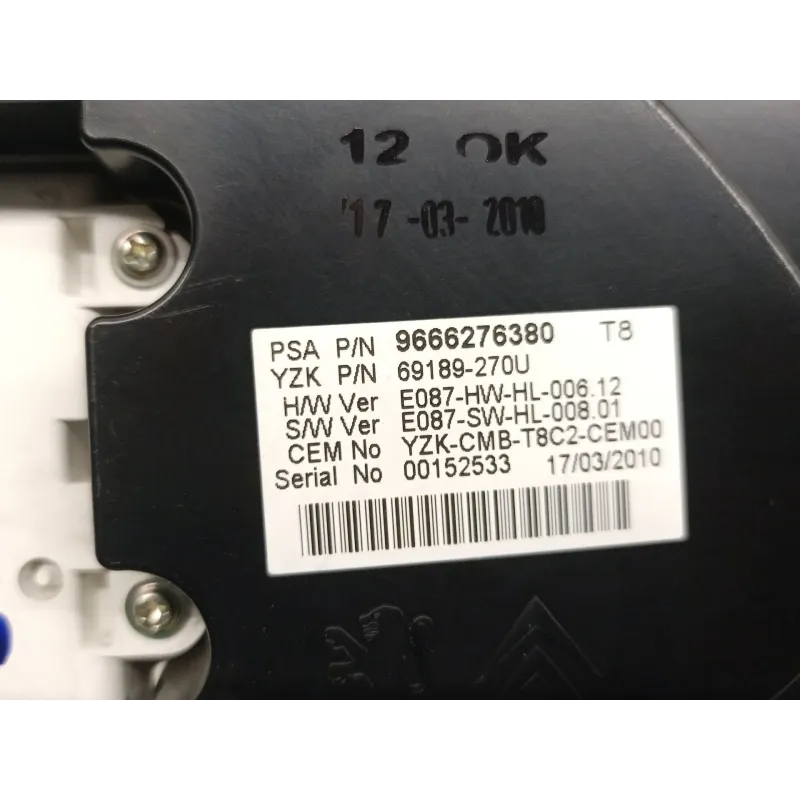 12 OK
'17-03-2010
PSA P/N 9666276380 T8
YZK P/N 69189-270U
H/W Ver E087-HW-HL-006.12
S/W Ver E087-SW-HL-008.01
CEM No YZK-CMB-T8C2-CEM00
Serial No 00152533 17/03/2010